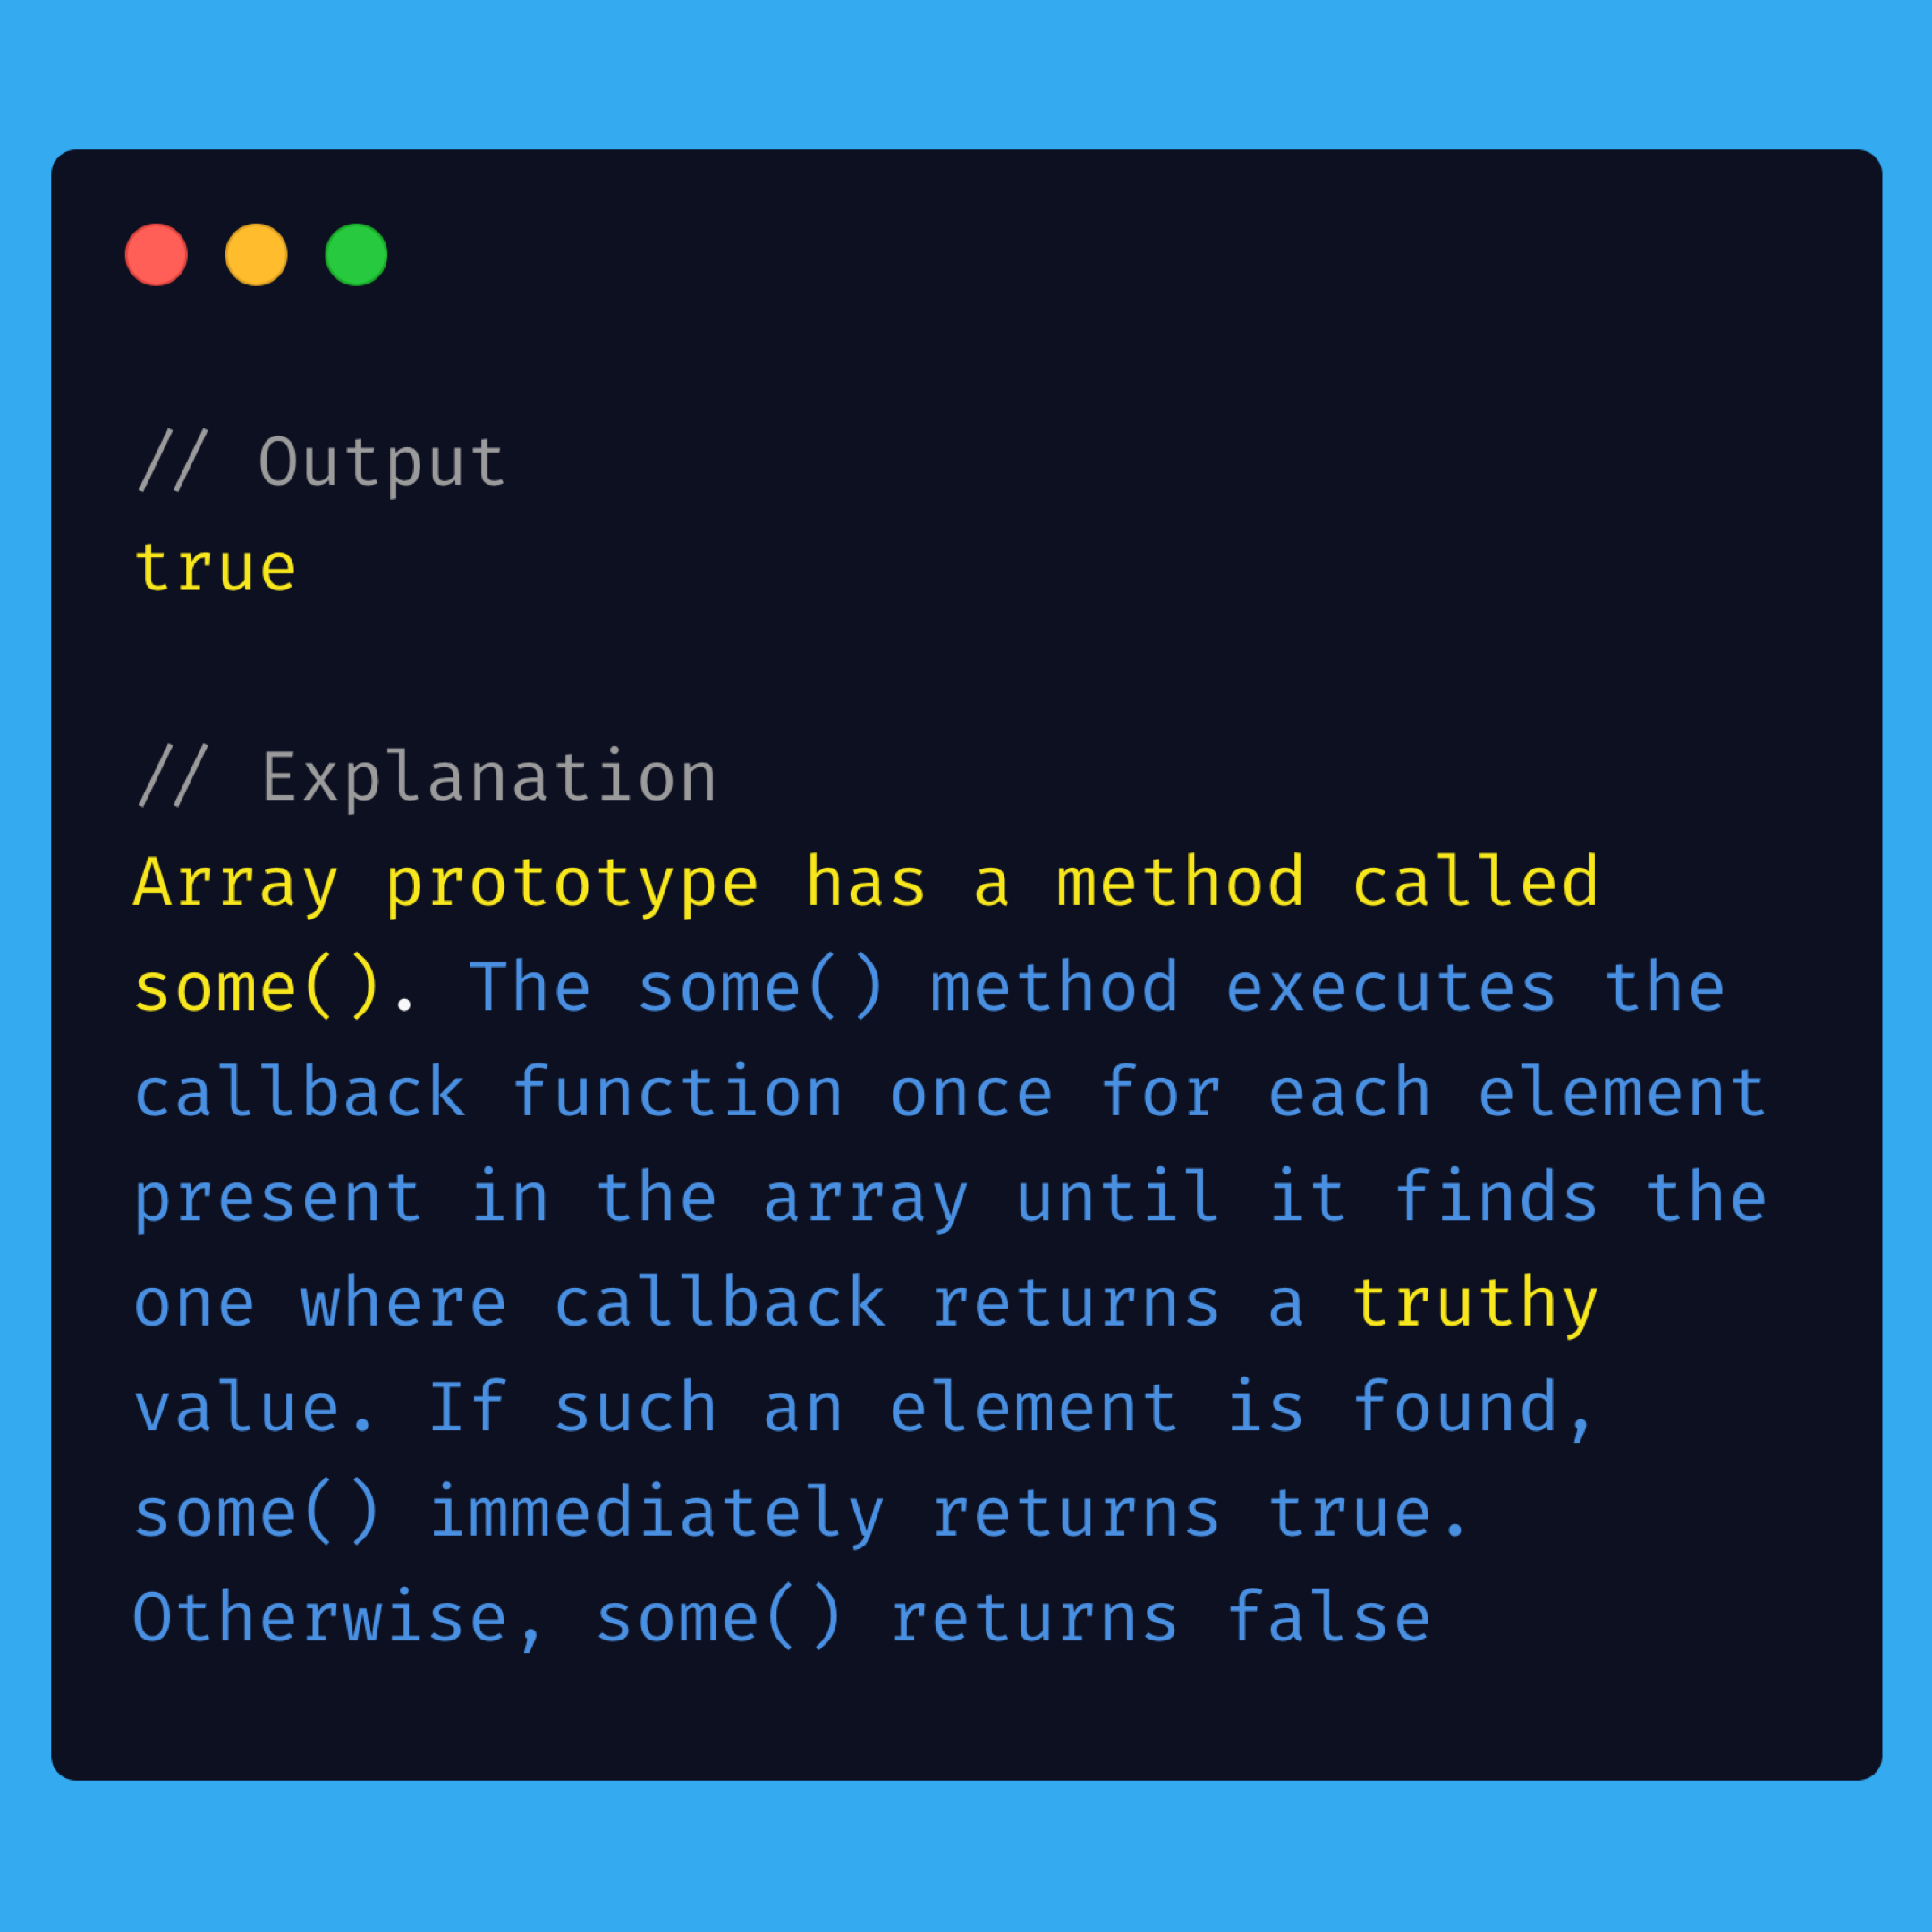 // Output
true
// Explanation
Array prototype has a method called
some(). The some() method executes the
callback function once for each element
present in the array until it finds the
one where callback returns a truthy
value. If such an element is found,
some() immediately returns true.
Otherwise, some() returns false